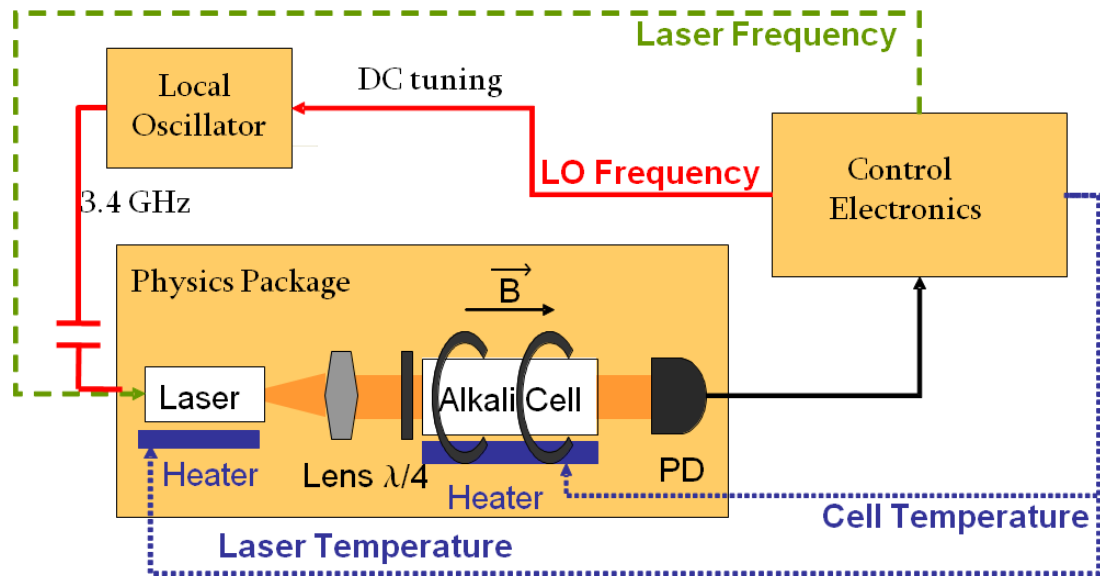 Laser Frequency
Local
Oscillator
DC tuning
LO Frequency
Control
Electronics
3.4 GHz
Physics Package
B
Laser
Alkali Cell
Heater
Lens λ/4
Heater
PD
Cell Temperature
Laser Temperature